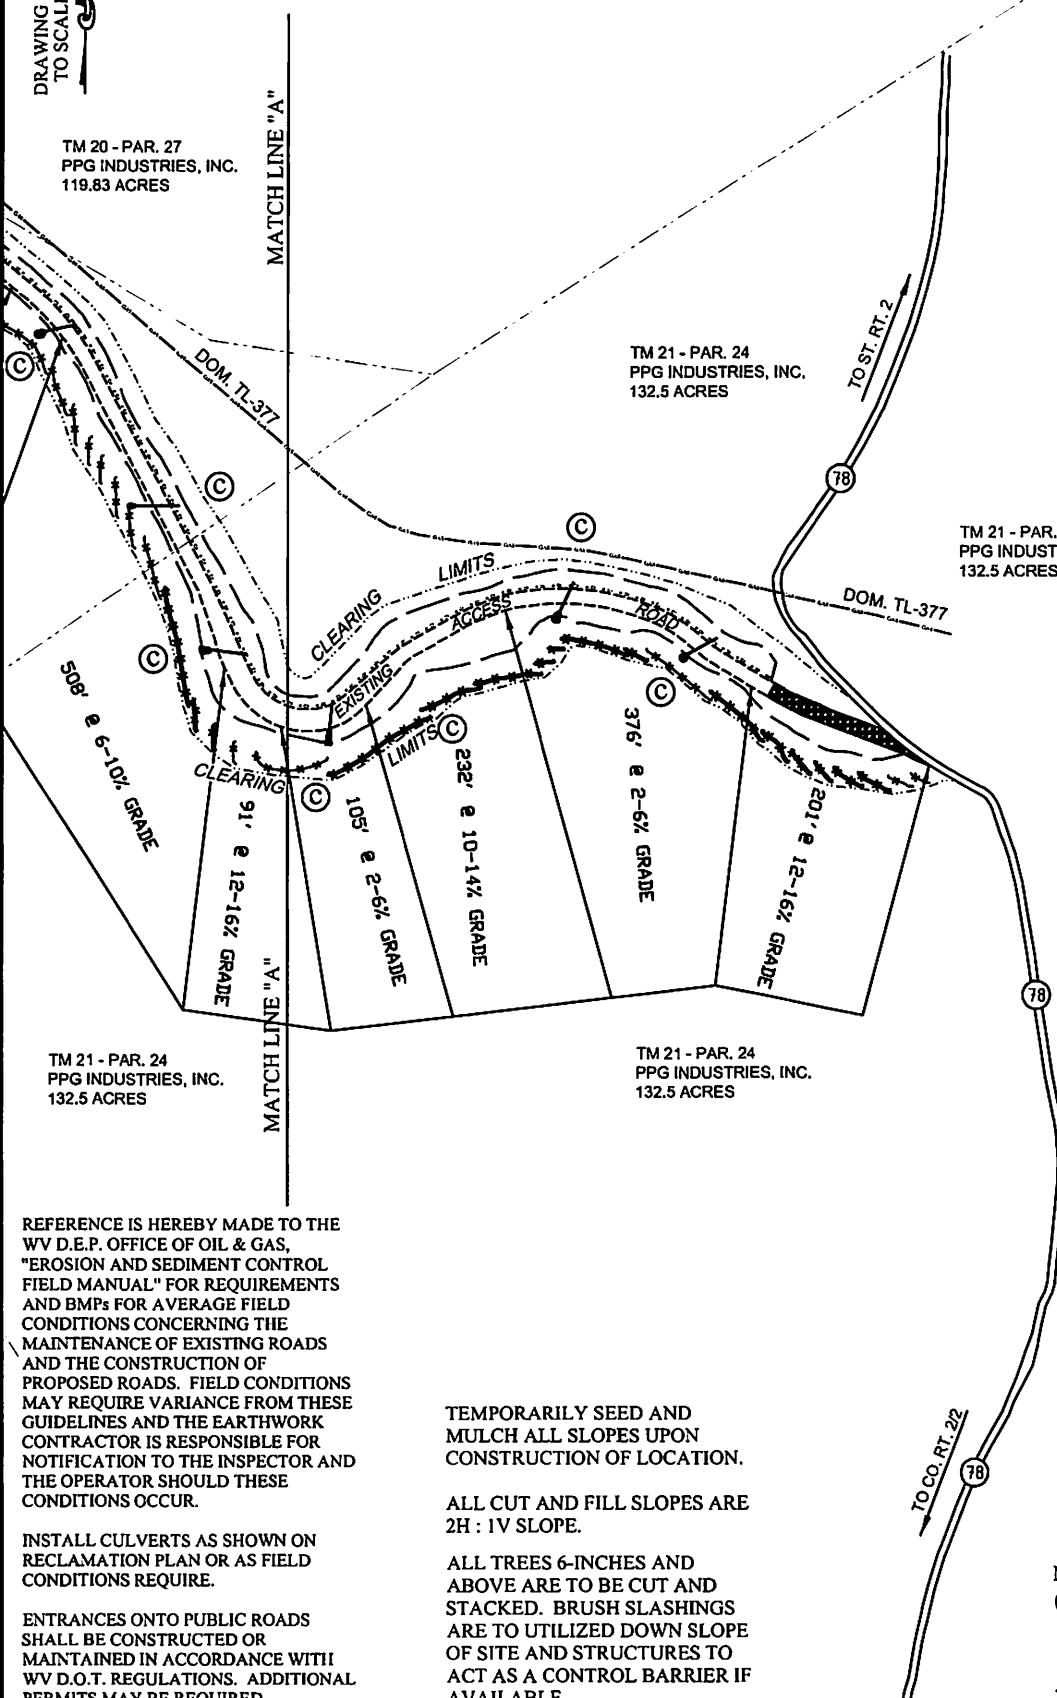 DRAWING
TO SCAL
TM 20 - PAR. 27
PPG INDUSTRIES, INC.
119.83 ACRES
MATCH LINE "A"
DOM. TL-377
TM 21 - PAR. 24
PPG INDUSTRIES, INC.
132.5 ACRES
TO ST. RT. 2
78
TM 21 - PAR.
PPG INDUST
132.5 ACRES
DOM. TL-377
C
C
C
C
C
C
C
CLEARING
LIMITS
EXISTING
ACCESS
ROAD
CLEARING
LIMITS
508' @ 6-10% GRADE
91' @ 12-16% GRADE
105' @ 2-6% GRADE
232' @ 10-14% GRADE
376' @ 2-6% GRADE
201' @ 12-16% GRADE
MATCH LINE "A"
78
TM 21 - PAR. 24
PPG INDUSTRIES, INC.
132.5 ACRES
TM 21 - PAR. 24
PPG INDUSTRIES, INC.
132.5 ACRES
REFERENCE IS HEREBY MADE TO THE
WV D.E.P. OFFICE OF OIL & GAS,
"EROSION AND SEDIMENT CONTROL
FIELD MANUAL" FOR REQUIREMENTS
AND BMPs FOR AVERAGE FIELD
CONDITIONS CONCERNING THE
MAINTENANCE OF EXISTING ROADS
AND THE CONSTRUCTION OF
PROPOSED ROADS. FIELD CONDITIONS
MAY REQUIRE VARIANCE FROM THESE
GUIDELINES AND THE EARTHWORK
CONTRACTOR IS RESPONSIBLE FOR
NOTIFICATION TO THE INSPECTOR AND
THE OPERATOR SHOULD THESE
CONDITIONS OCCUR.
INSTALL CULVERTS AS SHOWN ON
RECLAMATION PLAN OR AS FIELD
CONDITIONS REQUIRE.
ENTRANCES ONTO PUBLIC ROADS
SHALL BE CONSTRUCTED OR
MAINTAINED IN ACCORDANCE WITH
WV D.O.T. REGULATIONS. ADDITIONAL
PERMITS MAY BE REQUIRED
TEMPORARILY SEED AND
MULCH ALL SLOPES UPON
CONSTRUCTION OF LOCATION.
ALL CUT AND FILL SLOPES ARE
2H : 1V SLOPE.
ALL TREES 6-INCHES AND
ABOVE ARE TO BE CUT AND
STACKED. BRUSH SLASHINGS
ARE TO UTILIZED DOWN SLOPE
OF SITE AND STRUCTURES TO
ACT AS A CONTROL BARRIER IF
AVAILABLE
TO CO. RT. 2/2
78